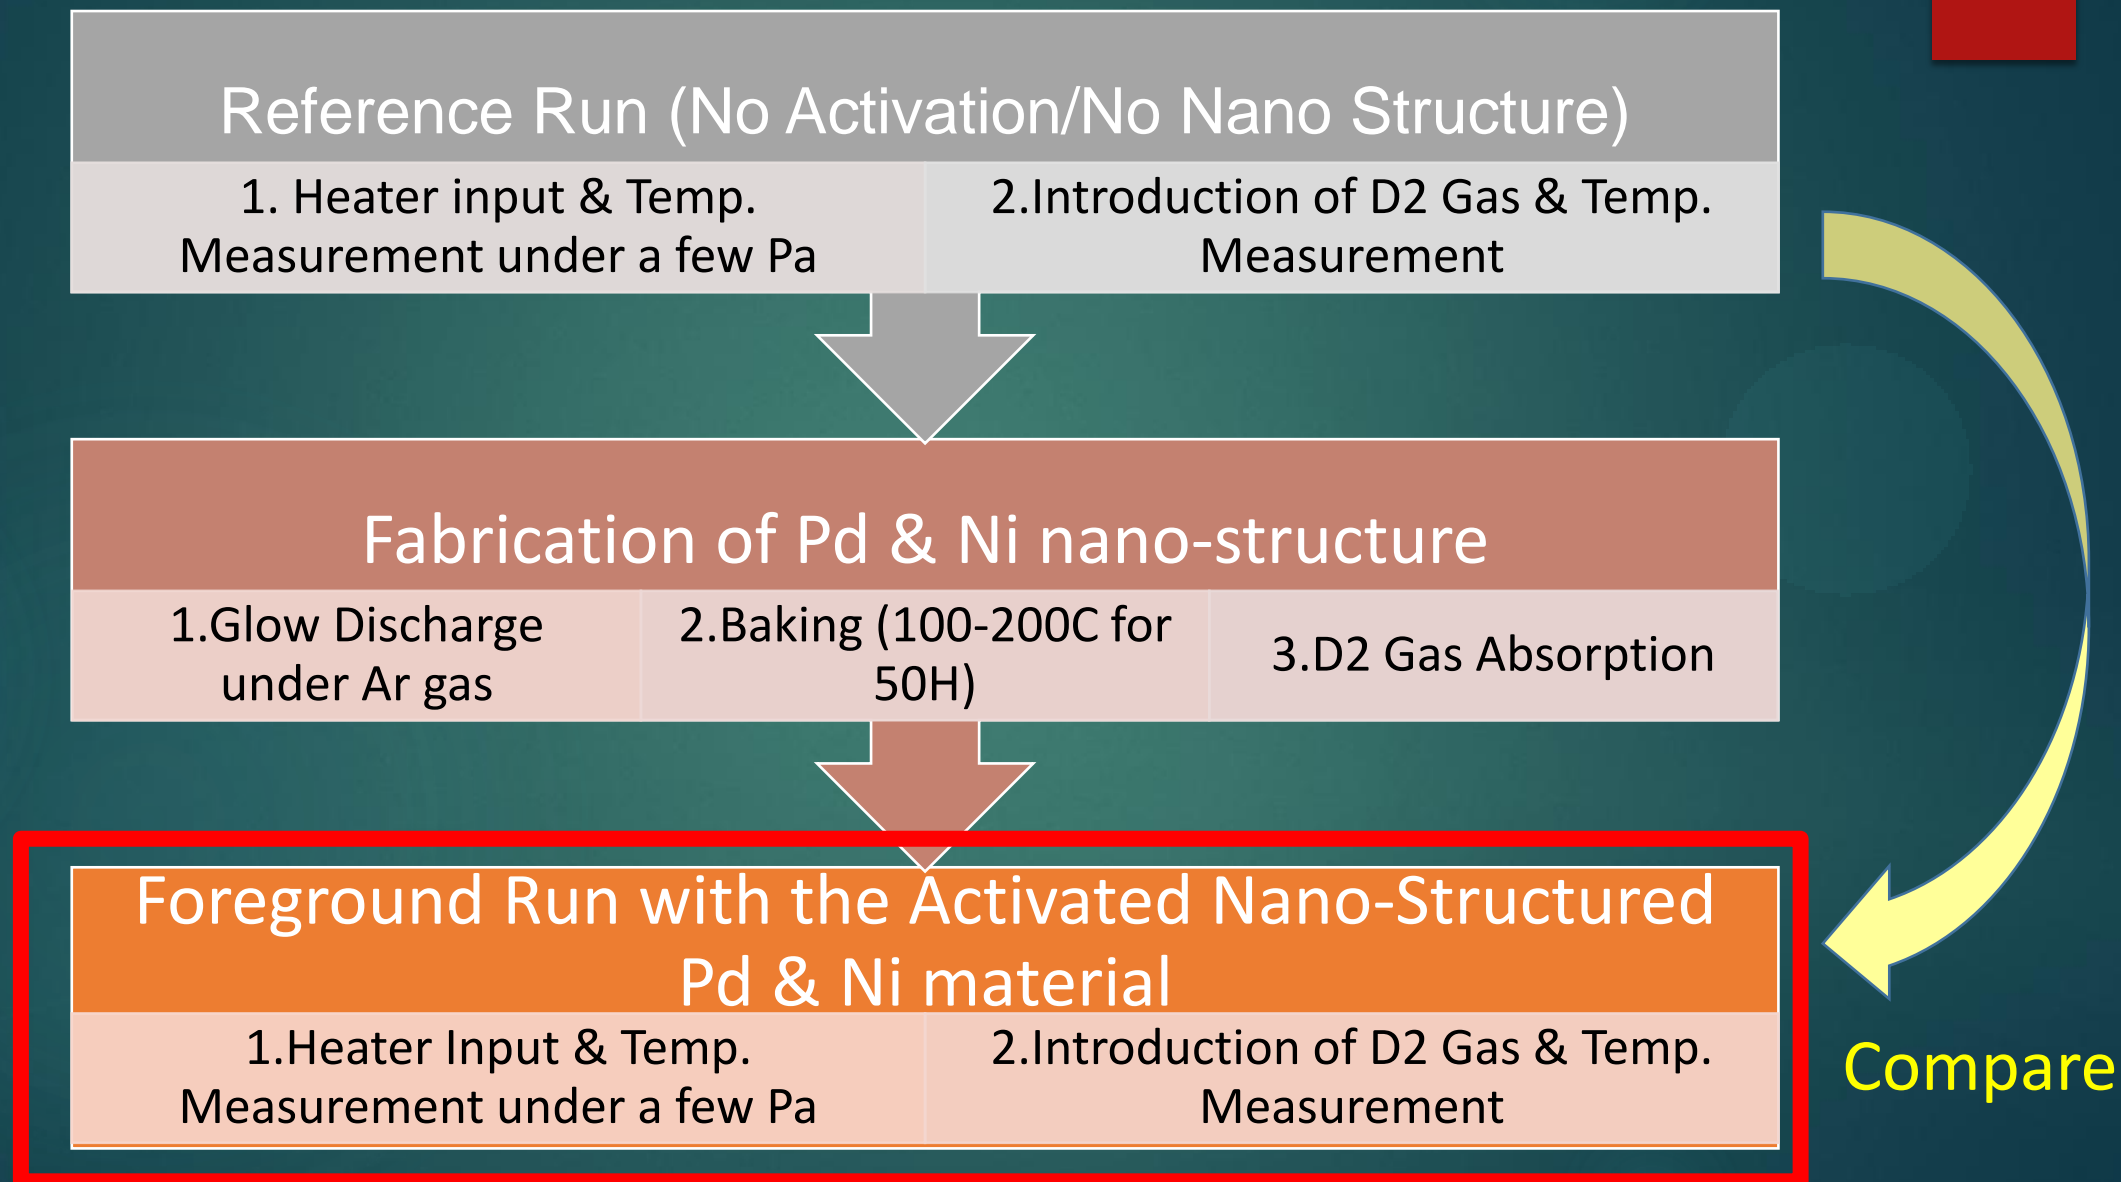 Reference Run (No Activation/No Nano Structure)
1. Heater input & Temp.
Measurement under a few Pa
2.Introduction of D2 Gas & Temp.
Measurement
Fabrication of Pd & Ni nano-structure
1.Glow Discharge
under Ar gas
2.Baking (100-200C for
50H)
3.D2 Gas Absorption
Foreground Run with the Activated Nano-Structured
Pd & Ni material
1.Heater Input & Temp.
Measurement under a few Pa
2.Introduction of D2 Gas & Temp.
Measurement
Compare